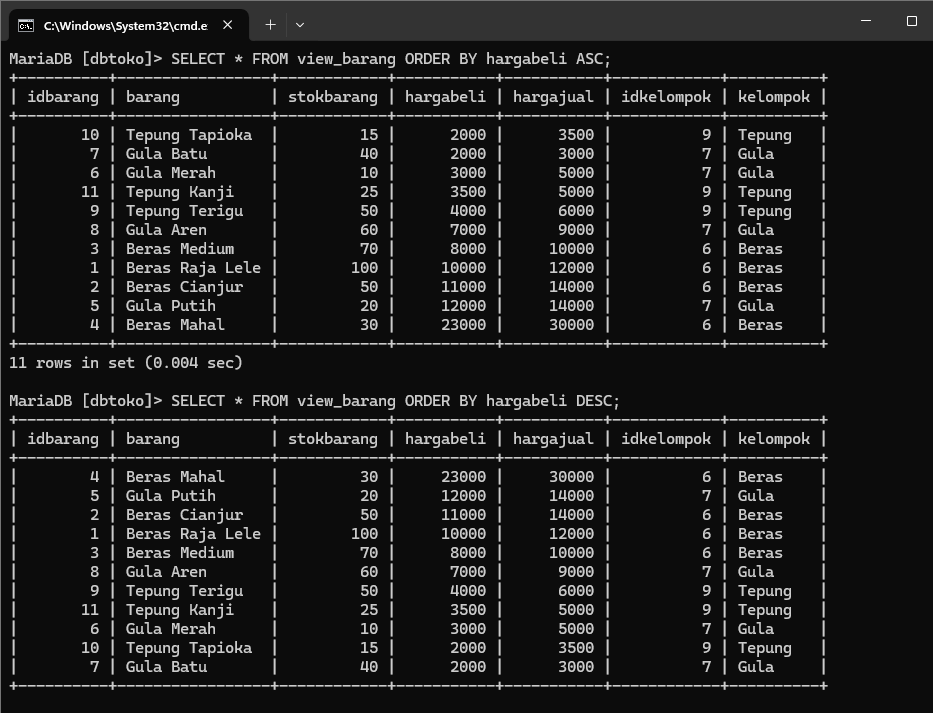 C:\Windows\System32\cmd.e
MariaDB [dbtoko]> SELECT * FROM view_barang ORDER BY hargabeli ASC;
+----------+-----------------+------------+-----------+-----------+------------+----------+
| idbarang | barang          | stokbarang | hargabeli | hargajual | idkelompok | kelompok |
+----------+-----------------+------------+-----------+-----------+------------+----------+
|       10 | Tepung Tapioka  |         15 |      2000 |      3500 |          9 | Tepung   |
|        7 | Gula Batu       |         40 |      2000 |      3000 |          7 | Gula     |
|        6 | Gula Merah      |         10 |      3000 |      5000 |          7 | Gula     |
|       11 | Tepung Kanji    |         25 |      3500 |      5000 |          9 | Tepung   |
|        9 | Tepung Terigu   |         50 |      4000 |      6000 |          9 | Tepung   |
|        8 | Gula Aren       |         60 |      7000 |      9000 |          7 | Gula     |
|        3 | Beras Medium    |         70 |      8000 |     10000 |          6 | Beras    |
|        1 | Beras Raja Lele |        100 |     10000 |     12000 |          6 | Beras    |
|        2 | Beras Cianjur   |         50 |     11000 |     14000 |          6 | Beras    |
|        5 | Gula Putih      |         20 |     12000 |     14000 |          7 | Gula     |
|        4 | Beras Mahal     |         30 |     23000 |     30000 |          6 | Beras    |
+----------+-----------------+------------+-----------+-----------+------------+----------+
11 rows in set (0.004 sec)
MariaDB [dbtoko]> SELECT * FROM view_barang ORDER BY hargabeli DESC;
+----------+-----------------+------------+-----------+-----------+------------+----------+
| idbarang | barang          | stokbarang | hargabeli | hargajual | idkelompok | kelompok |
+----------+-----------------+------------+-----------+-----------+------------+----------+
|        4 | Beras Mahal     |         30 |     23000 |     30000 |          6 | Beras    |
|        5 | Gula Putih      |         20 |     12000 |     14000 |          7 | Gula     |
|        2 | Beras Cianjur   |         50 |     11000 |     14000 |          6 | Beras    |
|        1 | Beras Raja Lele |        100 |     10000 |     12000 |          6 | Beras    |
|        3 | Beras Medium    |         70 |      8000 |     10000 |          6 | Beras    |
|        8 | Gula Aren       |         60 |      7000 |      9000 |          7 | Gula     |
|        9 | Tepung Terigu   |         50 |      4000 |      6000 |          9 | Tepung   |
|       11 | Tepung Kanji    |         25 |      3500 |      5000 |          9 | Tepung   |
|        6 | Gula Merah      |         10 |      3000 |      5000 |          7 | Gula     |
|       10 | Tepung Tapioka  |         15 |      2000 |      3500 |          9 | Tepung   |
|        7 | Gula Batu       |         40 |      2000 |      3000 |          7 | Gula     |
+----------+-----------------+------------+-----------+-----------+------------+----------+